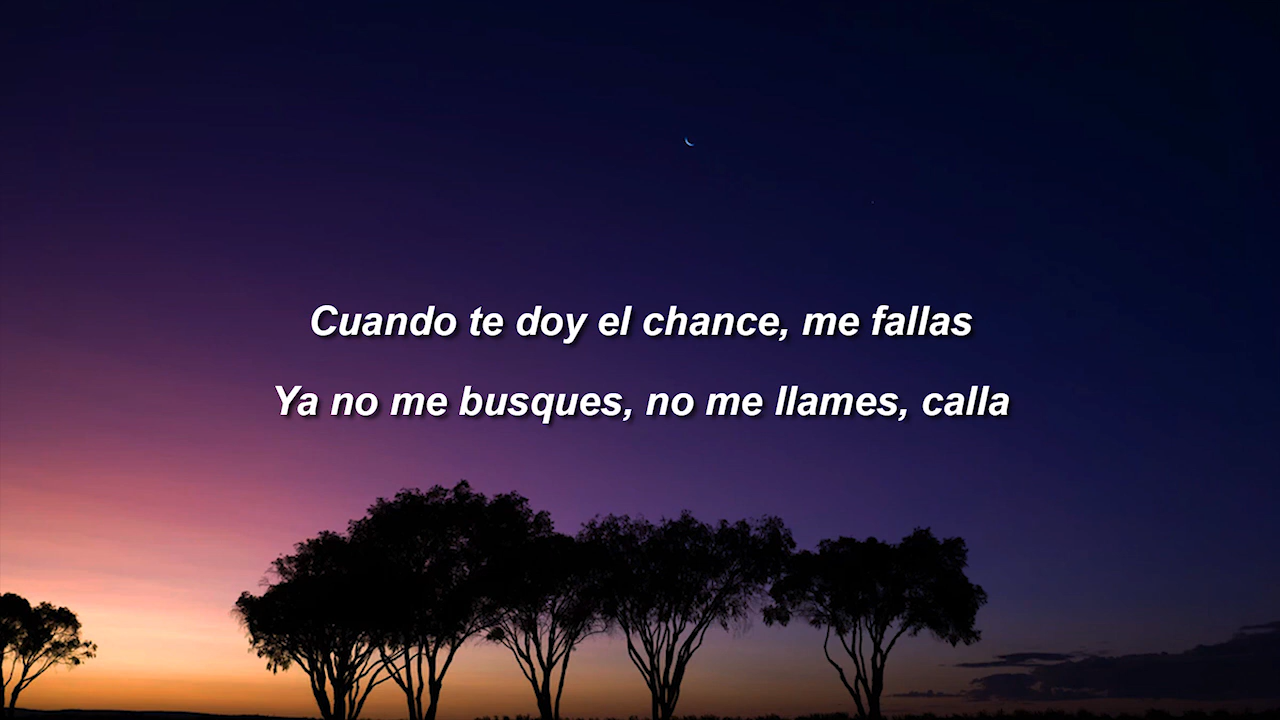 Cuando te doy el chance, me fallas
Ya no me busques, no me llames, calla